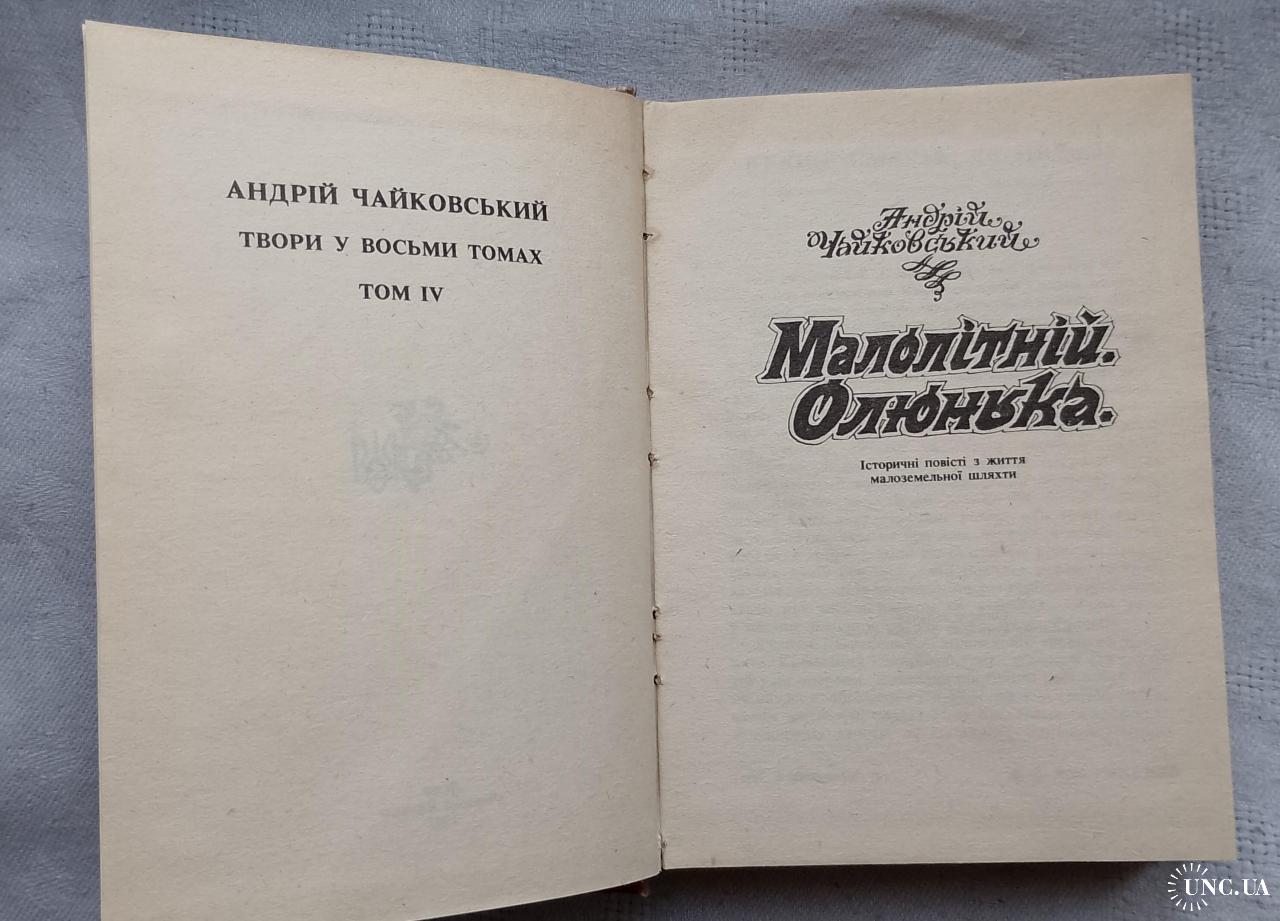 АНДРІЙ ЧАЙКОВСЬКИЙ
ТВОРИ У ВОСЬМИ ТОМАХ
ТОМ IV
Андрій
Чайковський
Малолітній.
Олюнька.
Історичні повісті з життя
малоземельної шляхти
UNC.UA